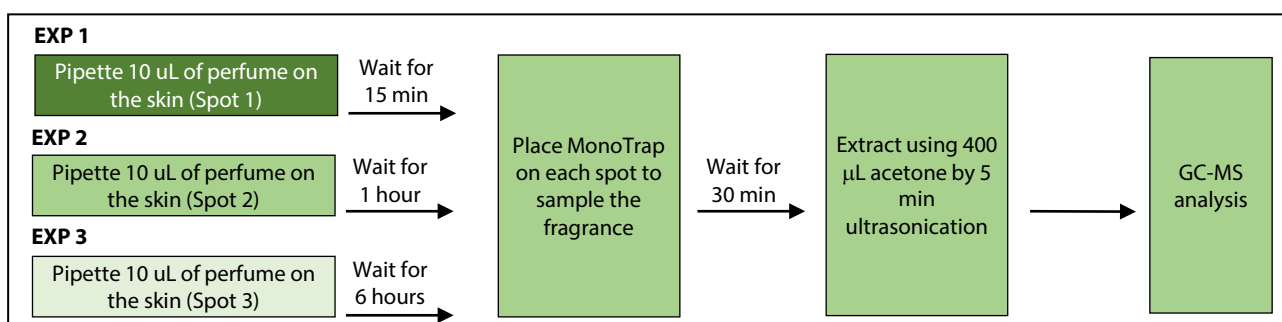 EXP 1
Pipette 10 uL of perfume on
the skin (Spot 1)
Wait for
15 min
EXP 2
Pipette 10 uL of perfume on
the skin (Spot 2)
Wait for
1 hour
EXP 3
Pipette 10 uL of perfume on
the skin (Spot 3)
Wait for
6 hours
Place MonoTrap
on each spot to
sample the
fragrance
Wait for
30 min
Extract using 400
μL acetone by 5
min
ultrasonication
GC-MS
analysis